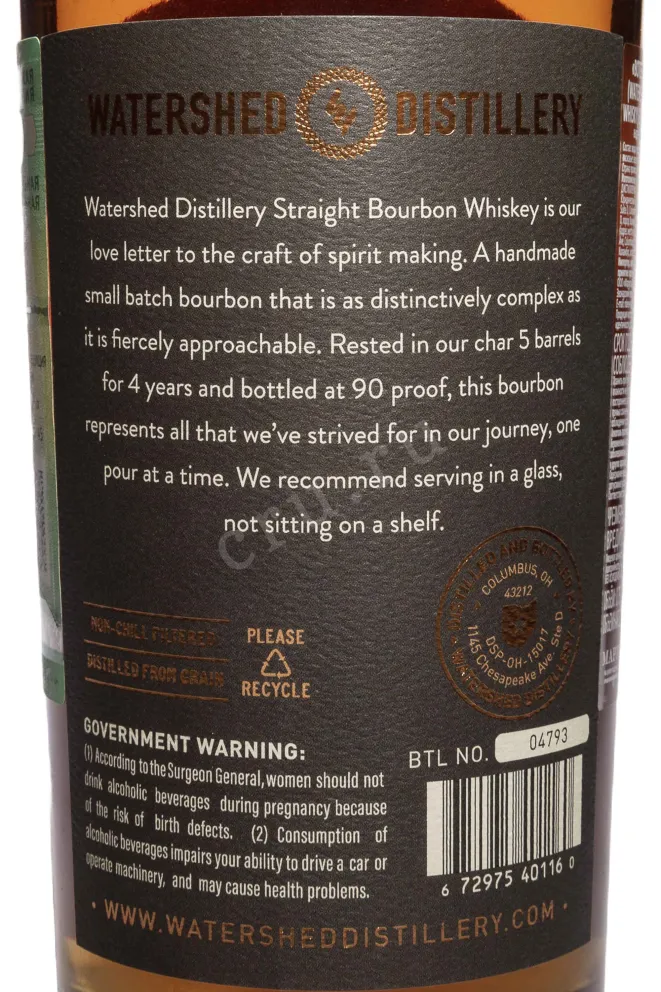 WATERSHED DISTILLERY
Watershed Distillery Straight Bourbon Whiskey is our
love letter to the craft of spirit making. A handmade
small batch bourbon that is as distinctively complex as
it is fiercely approachable. Rested in our char 5 barrels
for 4 years and bottled at 90 proof, this bourbon
represents all that we've strived for in our journey, one
pour at a time. We recommend serving in a glass,
not sitting on a shelf.
cru.ru
NON-CHILL FILTERED
DISTILLED FROM GRAIN
PLEASE
RECYCLE
DISTILLED AND BOTTLED BY
COLUMBUS, OH
43212
DSP-OH-15017
1145 Chesapeake Ave. Ste D
WATERSHED DISTILLERY
GOVERNMENT WARNING:
(1) According to the Surgeon General, women should not
drink alcoholic beverages during pregnancy because
of the risk of birth defects. (2) Consumption of
alcoholic beverages impairs your ability to drive a car or
operate machinery, and may cause health problems.
BTL NO. 04793
6 72975 40116 0
· WWW.WATERSHEDDISTILLERY.COM ·